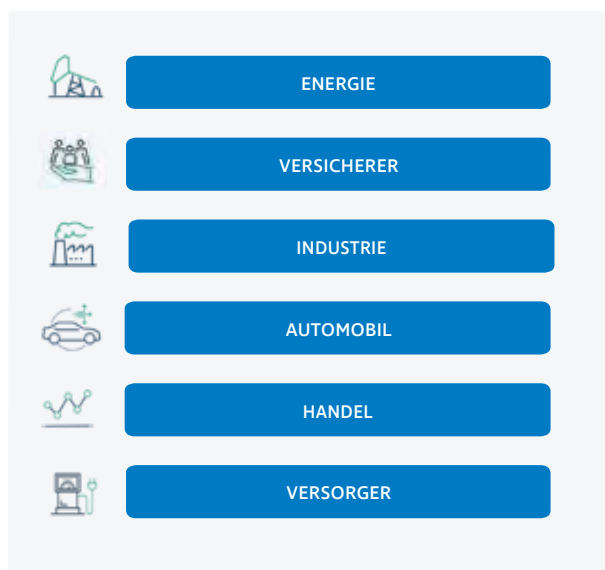 ENERGIE
VERSICHERER
INDUSTRIE
AUTOMOBIL
HANDEL
VERSORGER